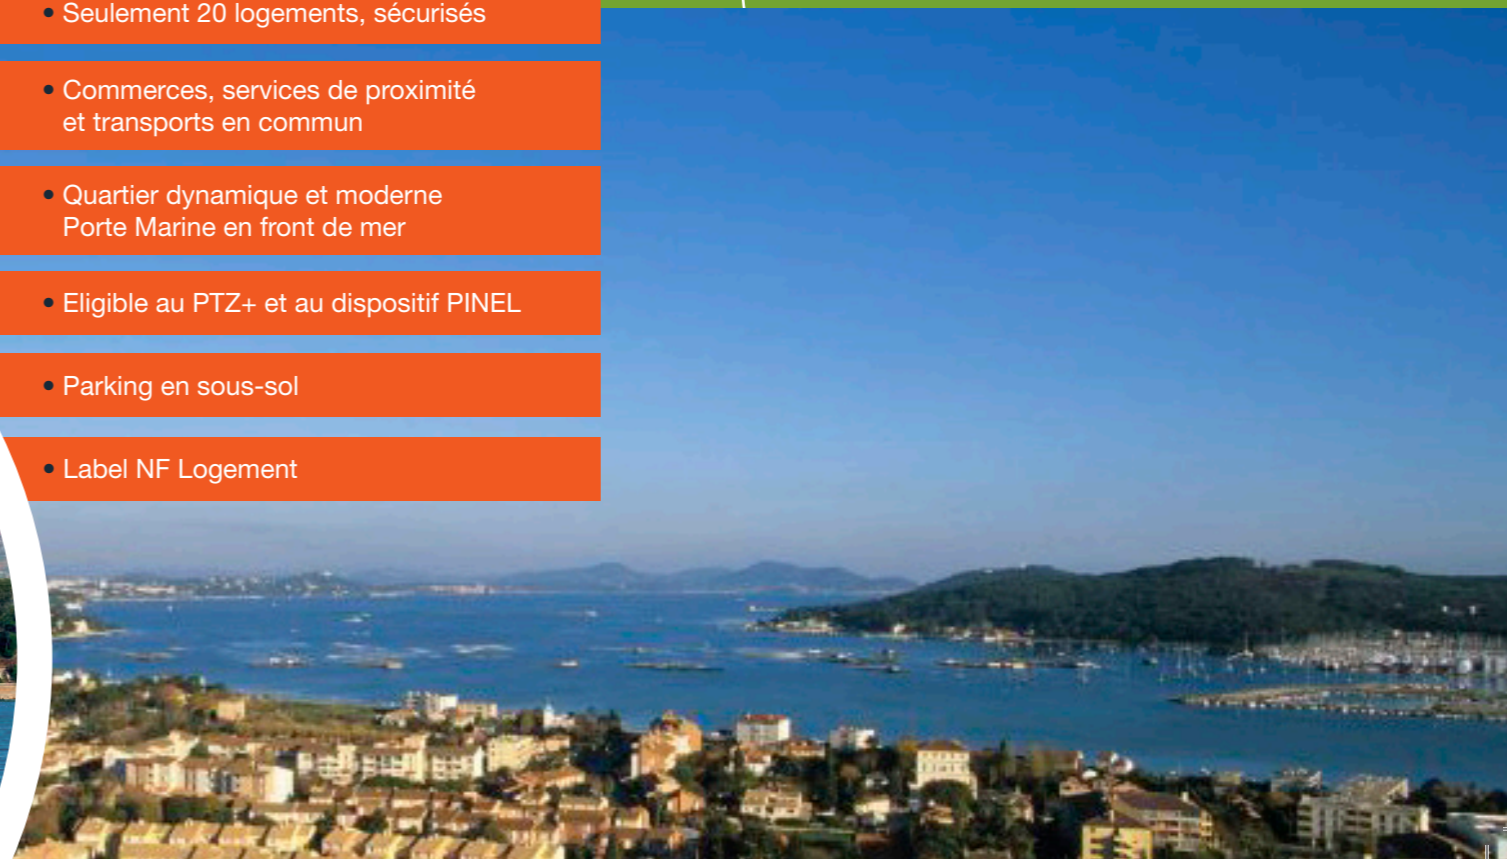 • Seulement 20 logements, sécurisés
• Commerces, services de proximité
et transports en commun
• Quartier dynamique et moderne
Porte Marine en front de mer
• Eligible au PTZ+ et au dispositif PINEL
• Parking en sous-sol
• Label NF Logement